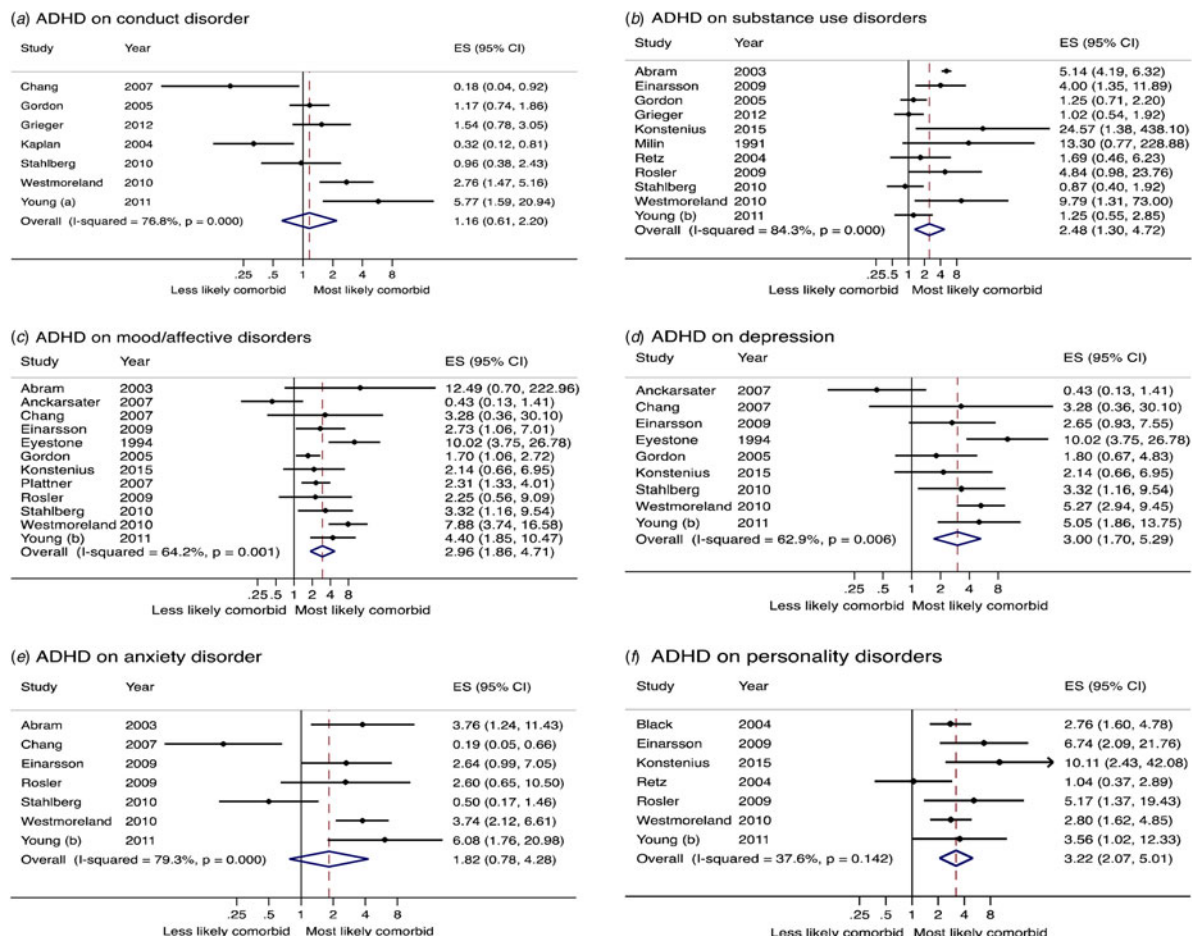 (a) ADHD on conduct disorder
Study Year ES (95% CI)
Chang 2007 0.18 (0.04, 0.92)
Gordon 2005 1.17 (0.74, 1.86)
Grieger 2012 1.54 (0.78, 3.05)
Kaplan 2004 0.32 (0.12, 0.81)
Stahlberg 2010 0.96 (0.38, 2.43)
Westmoreland 2010 2.76 (1.47, 5.16)
Young (a) 2011 5.77 (1.59, 20.94)
Overall (I-squared = 76.8%, p = 0.000) 1.16 (0.61, 2.20)
.25 .5 1 2 4 8
Less likely comorbid Most likely comorbid
(b) ADHD on substance use disorders
Study Year ES (95% CI)
Abram 2003 5.14 (4.19, 6.32)
Einarsson 2009 4.00 (1.35, 11.89)
Gordon 2005 1.25 (0.71, 2.20)
Grieger 2012 1.02 (0.54, 1.92)
Konstenius 2015 24.57 (1.38, 438.10)
Milin 1991 13.30 (0.77, 228.88)
Retz 2004 1.69 (0.46, 6.23)
Rosler 2009 4.84 (0.98, 23.76)
Stahlberg 2010 0.87 (0.40, 1.92)
Westmoreland 2010 9.79 (1.31, 73.00)
Young (b) 2011 1.25 (0.55, 2.85)
Overall (I-squared = 84.3%, p = 0.000) 2.48 (1.30, 4.72)
.25.5 1 2 4 8
Less likely comorbid Most likely comorbid
(c) ADHD on mood/affective disorders
Study Year ES (95% CI)
Abram 2003 12.49 (0.70, 222.96)
Anckarsater 2007 0.43 (0.13, 1.41)
Chang 2007 3.28 (0.36, 30.10)
Einarsson 2009 2.73 (1.06, 7.01)
Eyestone 1994 10.02 (3.75, 26.78)
Gordon 2005 1.70 (1.06, 2.72)
Konstenius 2015 2.14 (0.66, 6.95)
Plattner 2007 2.31 (1.33, 4.01)
Rosler 2009 2.25 (0.56, 9.09)
Stahlberg 2010 3.32 (1.16, 9.54)
Westmoreland 2010 7.88 (3.74, 16.58)
Young (b) 2011 4.40 (1.85, 10.47)
Overall (I-squared = 64.2%, p = 0.001) 2.96 (1.86, 4.71)
.25 .5 1 2 4 8
Less likely comorbid Most likely comorbid
(d) ADHD on depression
Study Year ES (95% CI)
Anckarsater 2007 0.43 (0.13, 1.41)
Chang 2007 3.28 (0.36, 30.10)
Einarsson 2009 2.65 (0.93, 7.55)
Eyestone 1994 10.02 (3.75, 26.78)
Gordon 2005 1.80 (0.67, 4.83)
Konstenius 2015 2.14 (0.66, 6.95)
Stahlberg 2010 3.32 (1.16, 9.54)
Westmoreland 2010 5.27 (2.94, 9.45)
Young (b) 2011 5.05 (1.86, 13.75)
Overall (I-squared = 62.9%, p = 0.006) 3.00 (1.70, 5.29)
.25 .5 1 2 4 8
Less likely comorbid Most likely comorbid
(e) ADHD on anxiety disorder
Study Year ES (95% CI)
Abram 2003 3.76 (1.24, 11.43)
Chang 2007 0.19 (0.05, 0.66)
Einarsson 2009 2.64 (0.99, 7.05)
Rosler 2009 2.60 (0.65, 10.50)
Stahlberg 2010 0.50 (0.17, 1.46)
Westmoreland 2010 3.74 (2.12, 6.61)
Young (b) 2011 6.08 (1.76, 20.98)
Overall (I-squared = 79.3%, p = 0.000) 1.82 (0.78, 4.28)
.25 .5 1 2 4 8
Less likely comorbid Most likely comorbid
(f) ADHD on personality disorders
Study Year ES (95% CI)
Black 2004 2.76 (1.60, 4.78)
Einarsson 2009 6.74 (2.09, 21.76)
Konstenius 2015 10.11 (2.43, 42.08)
Retz 2004 1.04 (0.37, 2.89)
Rosler 2009 5.17 (1.37, 19.43)
Westmoreland 2010 2.80 (1.62, 4.85)
Young (b) 2011 3.56 (1.02, 12.33)
Overall (I-squared = 37.6%, p = 0.142) 3.22 (2.07, 5.01)
.25 .5 1 2 4 8
Less likely comorbid Most likely comorbid